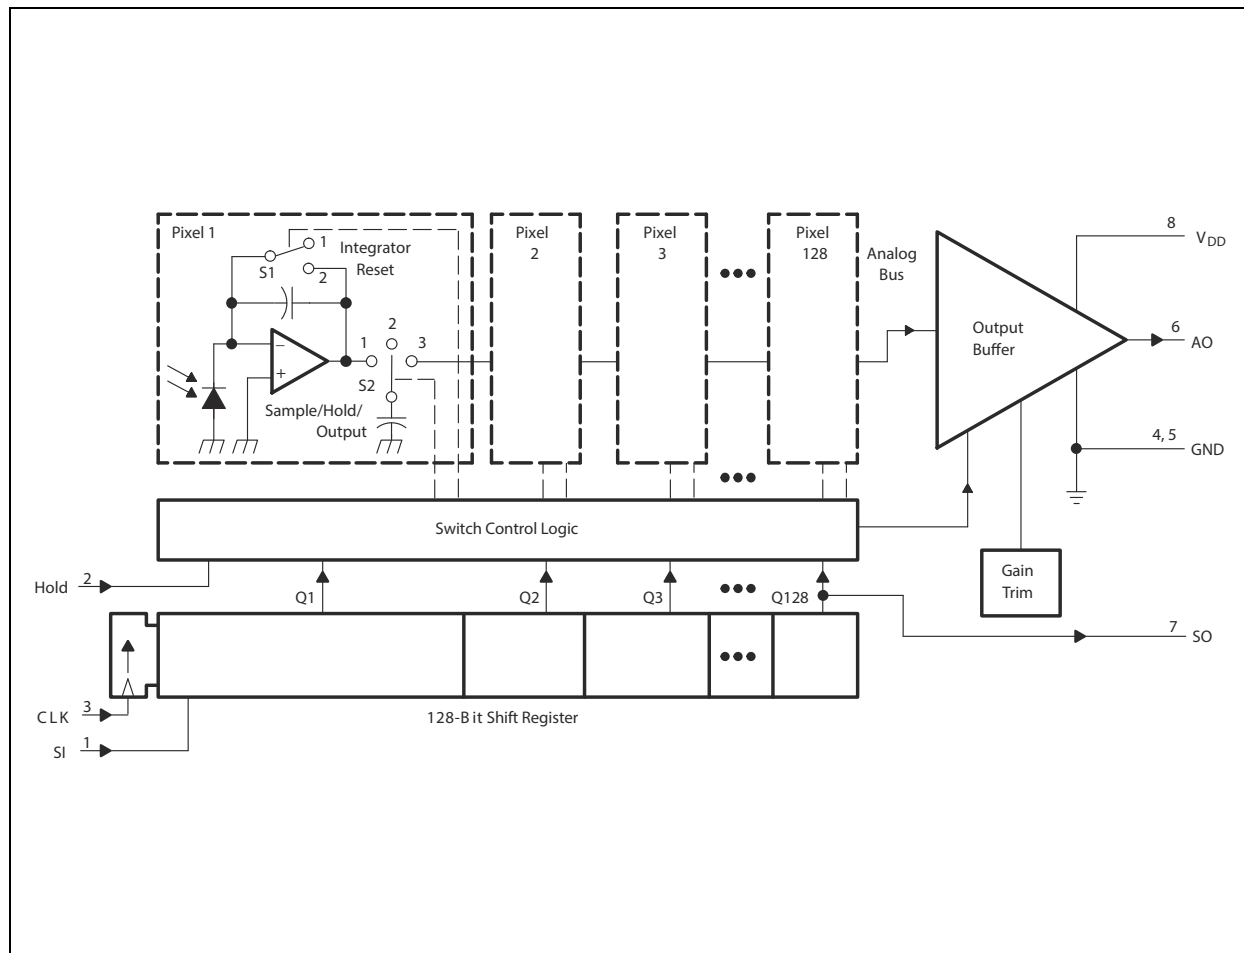 Pixel 1
1
Integrator
Reset
S1
2
−
+
1
2
3
S2
Sample/Hold/
Output
Pixel
2
Pixel
3
Pixel
128
Analog
Bus
Output
Buffer
8
VDD
6
AO
4, 5
GND
Switch Control Logic
Gain
Trim
Hold
2
Q1
Q2
Q3
Q128
7
SO
CLK
3
SI
1
128-B it Shift Register